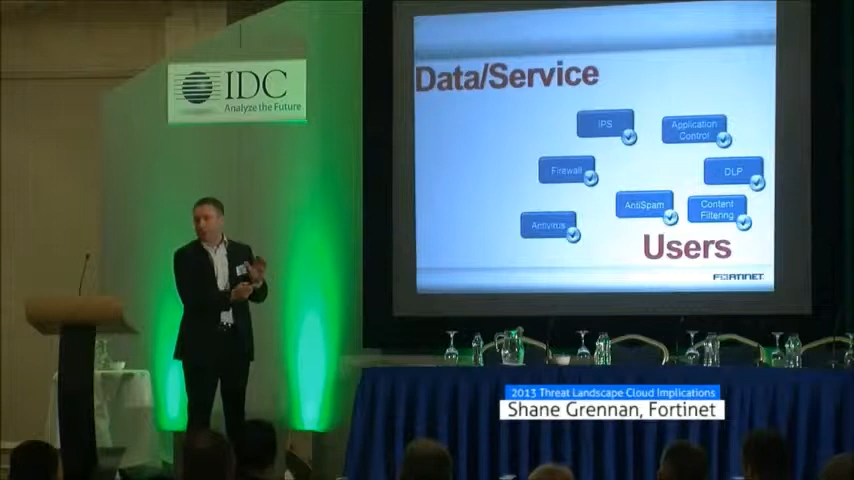 IDC
Analyze the Future
Data/Service
IPS
Application
Control
Firewall
DLP
AntiSpam
Content
Filtering
Antivirus
Users
FORTINET
2013 Threat Landscape Cloud Implications
Shane Grennan, Fortinet